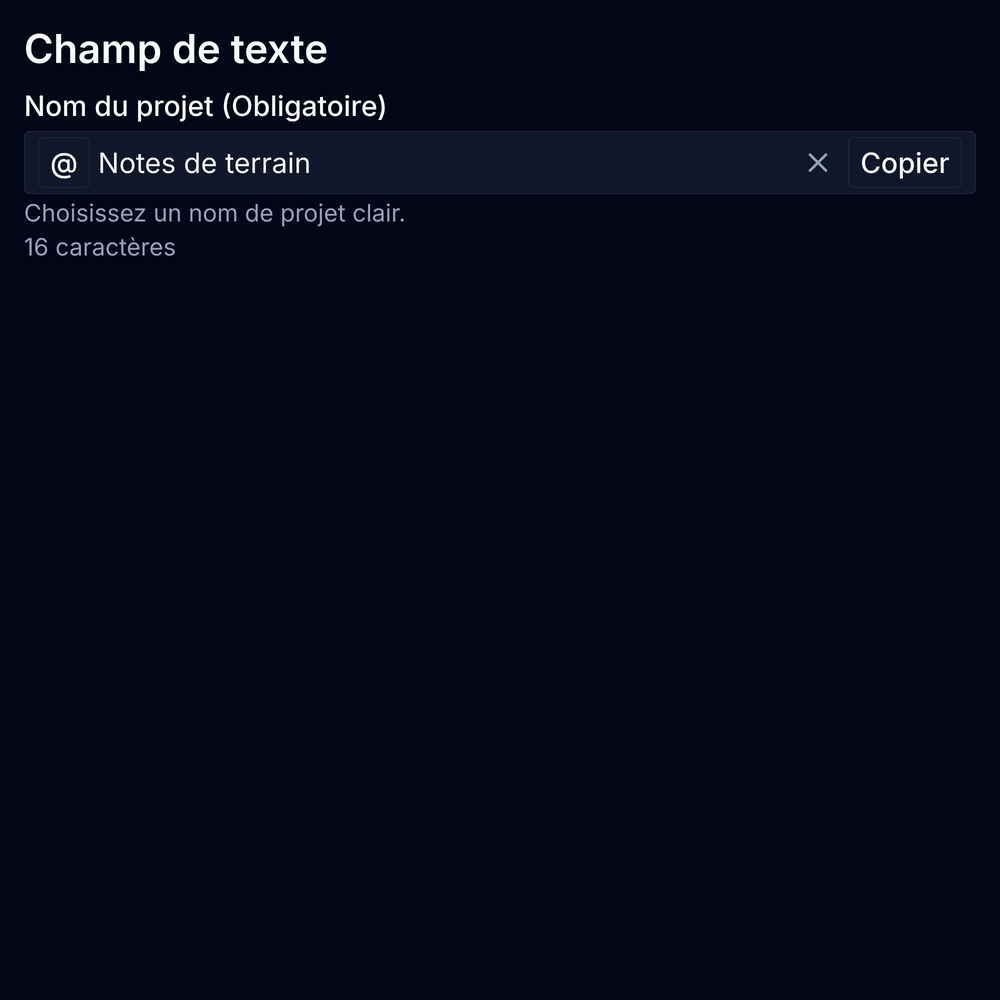 Champ de texte
Nom du projet (Obligatoire)
@ Notes de terrain Copier
Choisissez un nom de projet clair.
16 caractères